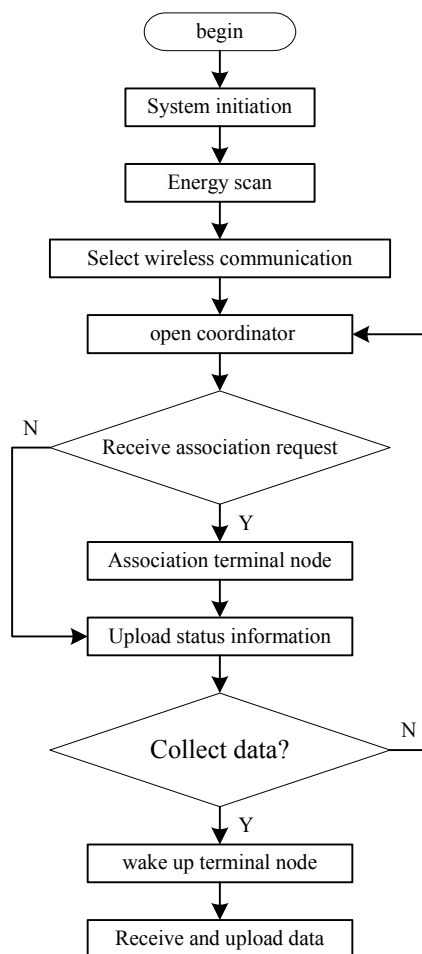 begin
System initiation
Energy scan
Select wireless communication
open coordinator
N
Receive association request
Y
Association terminal node
Upload status information
Collect data?
N
Y
wake up terminal node
Receive and upload data